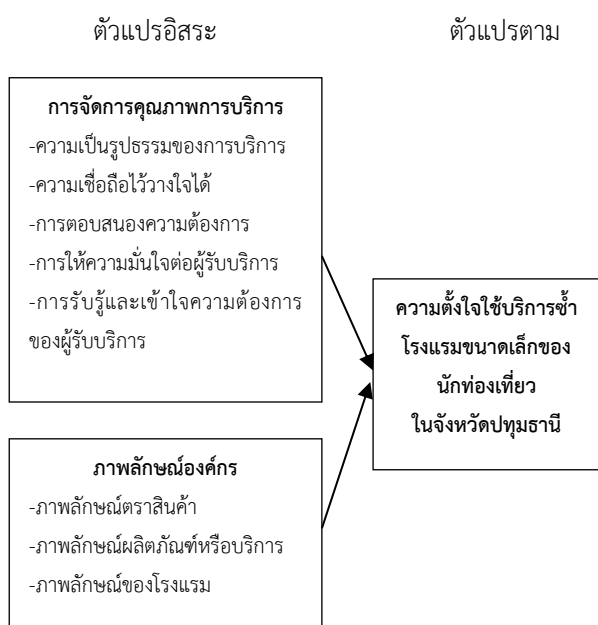 ตัวแปรอิสระ
ตัวแปรตาม
การจัดการคุณภาพการบริการ
-ความเป็นรูปธรรมของการบริการ
-ความเชื่อถือไว้วางใจได้
-การตอบสนองความต้องการ
-การให้ความมั่นใจต่อผู้รับบริการ
-การรับรู้และเข้าใจความต้องการ
ของผู้รับบริการ
ความตั้งใจใช้บริการซ้ำ
โรงแรมขนาดเล็กของ
นักท่องเที่ยว
ในจังหวัดปทุมธานี
ภาพลักษณ์องค์กร
-ภาพลักษณ์ตราสินค้า
-ภาพลักษณ์ผลิตภัณฑ์หรือบริการ
-ภาพลักษณ์ของโรงแรม